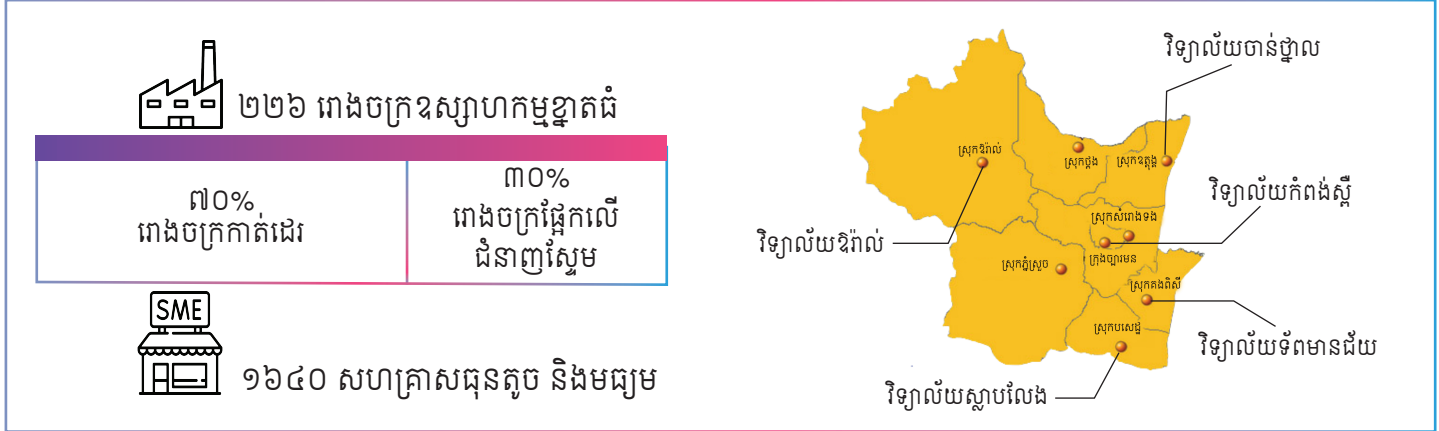 ២២៦ រោងចក្រឧស្សាហកម្មខ្នាតធំ
៧០%
រោងចក្រកាត់ដេរ
៣០%
រោងចក្រផ្អែកលើ
ជំនាញស្ទែម
SME
១៦៤០ សហគ្រាសធុនតូច និងមធ្យម
វិទ្យាល័យចាន់ថ្នាល
ស្រុកឱរ៉ាល់
ស្រុកថ្ពង
ស្រុកឧត្តុង្គ
វិទ្យាល័យកំពង់ស្ពឺ
ស្រុកសំរោងទង
វិទ្យាល័យឱរ៉ាល់
ក្រុងច្បារមន
ស្រុកភ្នំស្រួច
ស្រុកគងពិសី
ស្រុកបរសេដ្ឋ
វិទ្យាល័យទ័ពមានជ័យ
វិទ្យាល័យស្លាបលែង